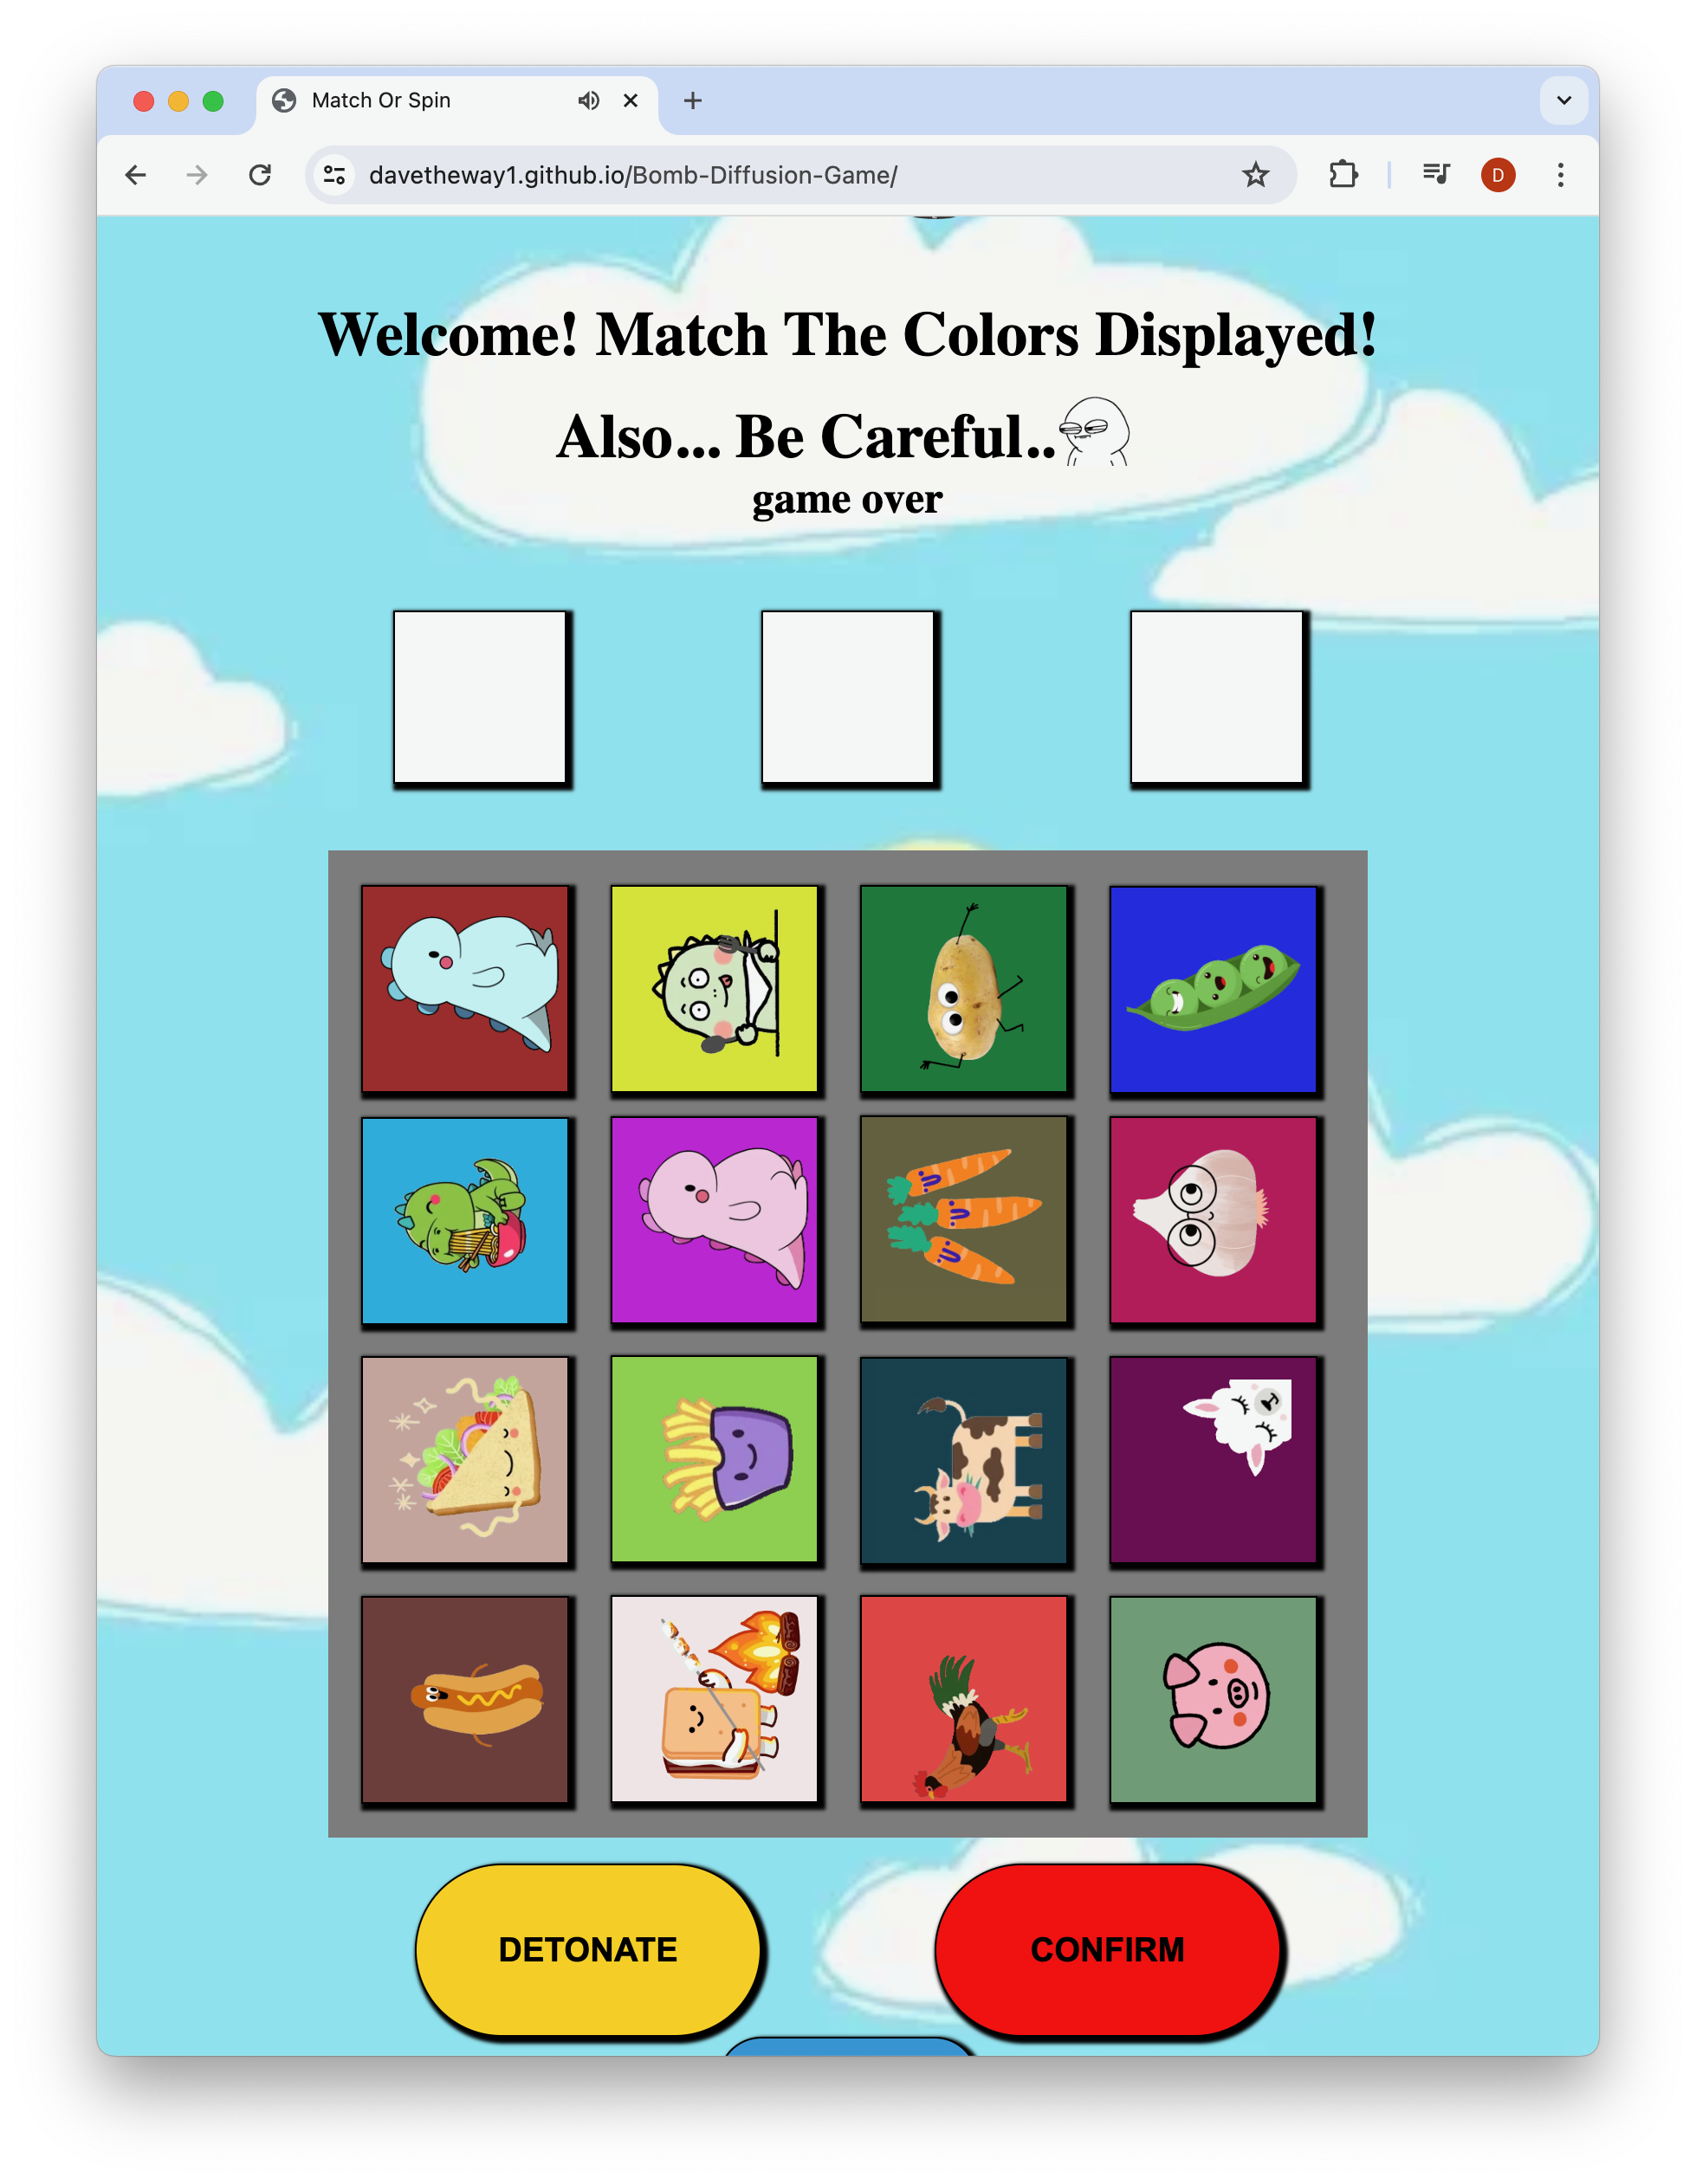 Match Or Spin
davetheway1.github.io/Bomb-Diffusion-Game/
D
Welcome! Match The Colors Displayed!
Also... Be Careful..
game over
DETONATE
CONFIRM